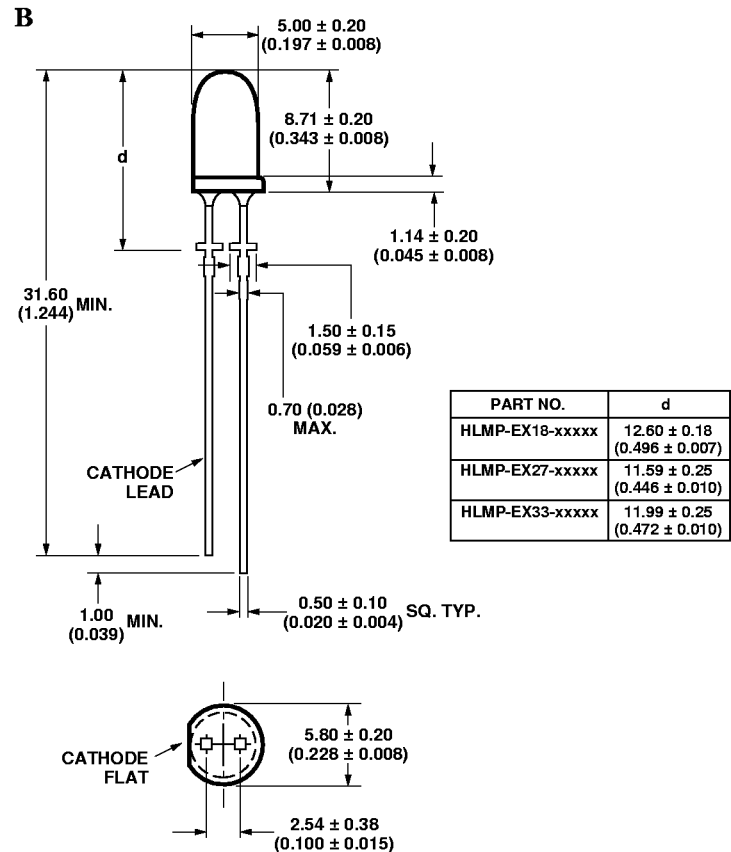 B
5.00 ± 0.20
(0.197 ± 0.008)
8.71 ± 0.20
(0.343 ± 0.008)
d
1.14 ± 0.20
(0.045 ± 0.008)
31.60
(1.244) MIN.
1.50 ± 0.15
(0.059 ± 0.006)
0.70 (0.028)
MAX.
CATHODE
LEAD
PART NO. d
HLMP-EX18-xxxxx 12.60 ± 0.18
(0.496 ± 0.007)
HLMP-EX27-xxxxx 11.59 ± 0.25
(0.446 ± 0.010)
HLMP-EX33-xxxxx 11.99 ± 0.25
(0.472 ± 0.010)
1.00
(0.039) MIN.
0.50 ± 0.10
(0.020 ± 0.004) SQ. TYP.
CATHODE
FLAT
5.80 ± 0.20
(0.228 ± 0.008)
2.54 ± 0.38
(0.100 ± 0.015)